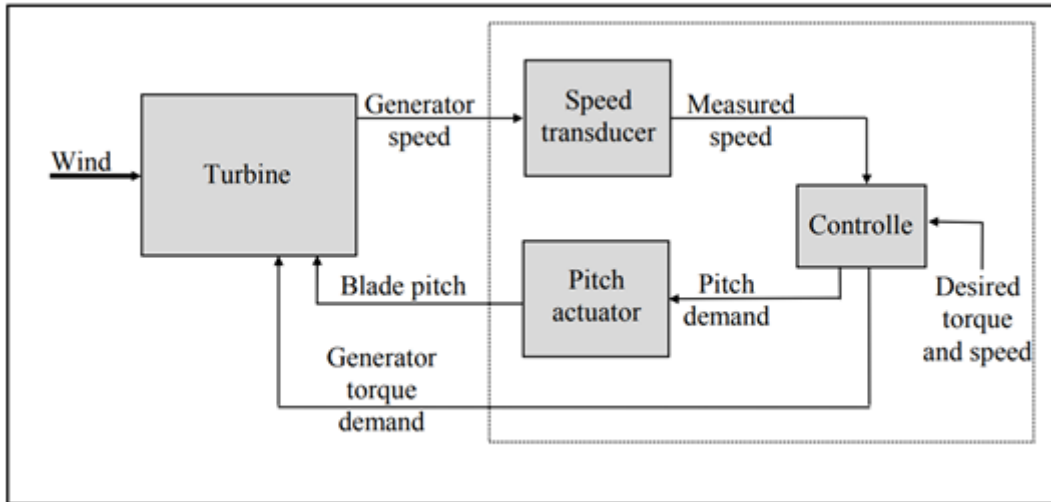 Wind
Turbine
Generator
speed
Speed
transducer
Measured
speed
Controlle
Desired
torque
and speed
Pitch
demand
Pitch
actuator
Blade pitch
Generator
torque
demand